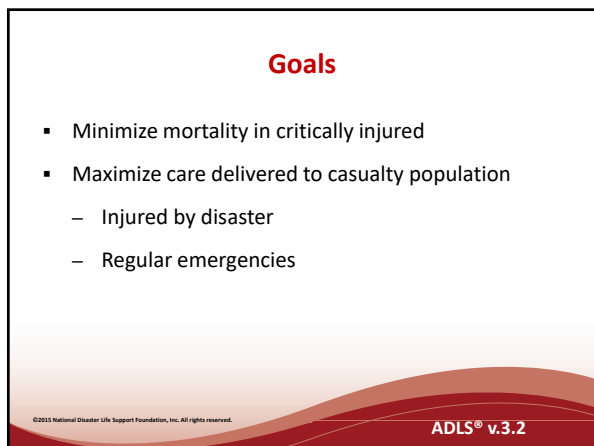 Goals
▪ Minimize mortality in critically injured
▪ Maximize care delivered to casualty population
– Injured by disaster
– Regular emergencies
©2015 National Disaster Life Support Foundation, Inc. All rights reserved.
ADLS® v.3.2